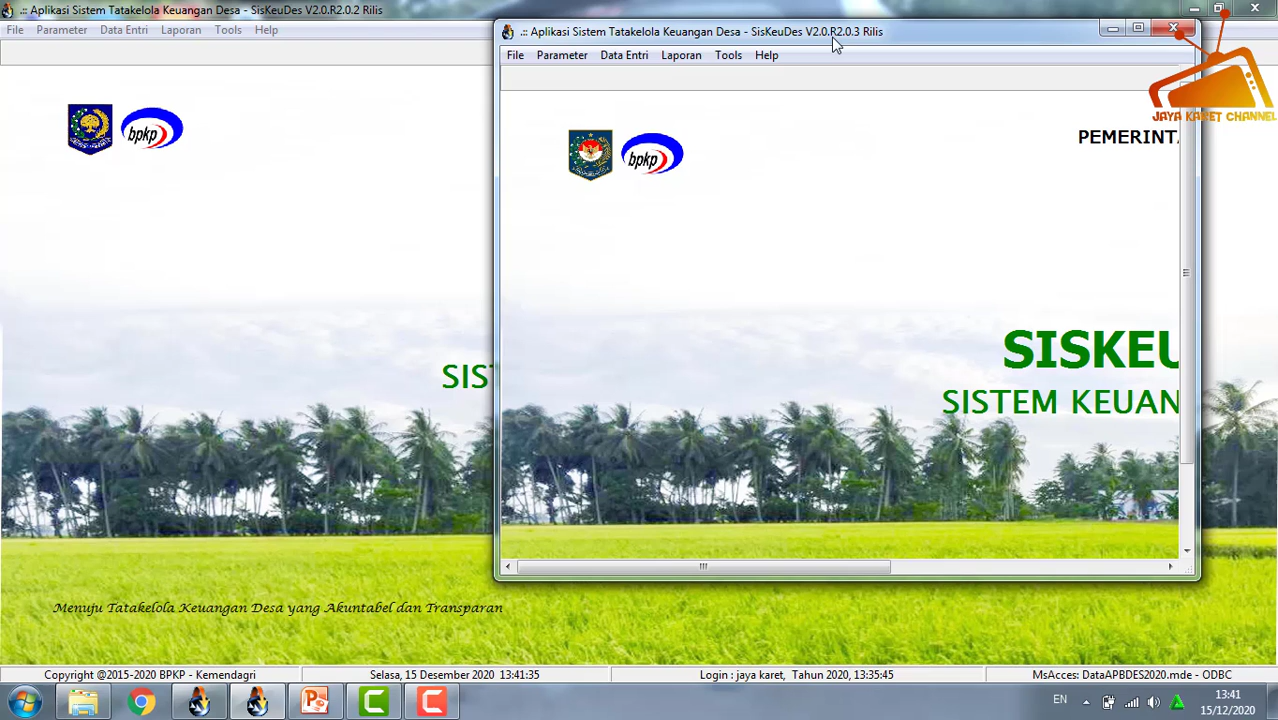 .:: Aplikasi Sistem Tatakelola Keuangan Desa - SisKeuDes V2.0.R2.0.2 Rilis
File Parameter Data Entri Laporan Tools Help
bpkp
SIST
.:: Aplikasi Sistem Tatakelola Keuangan Desa - SisKeuDes V2.0.R2.0.3 Rilis
File Parameter Data Entri Laporan Tools Help
bpkp
PEMERINTA
SISKEU
SISTEM KEUAN
JAYA KARET CHANNEL
Menuju Tatakelola Keuangan Desa yang Akuntabel dan Transparan
Copyright @2015-2020 BPKP - Kemendagri
Selasa, 15 Desember 2020 13:41:35
Login : jaya karet, Tahun 2020, 13:35:45
MsAcces: DataAPBDES2020.mde - ODBC
EN
13:41
15/12/2020